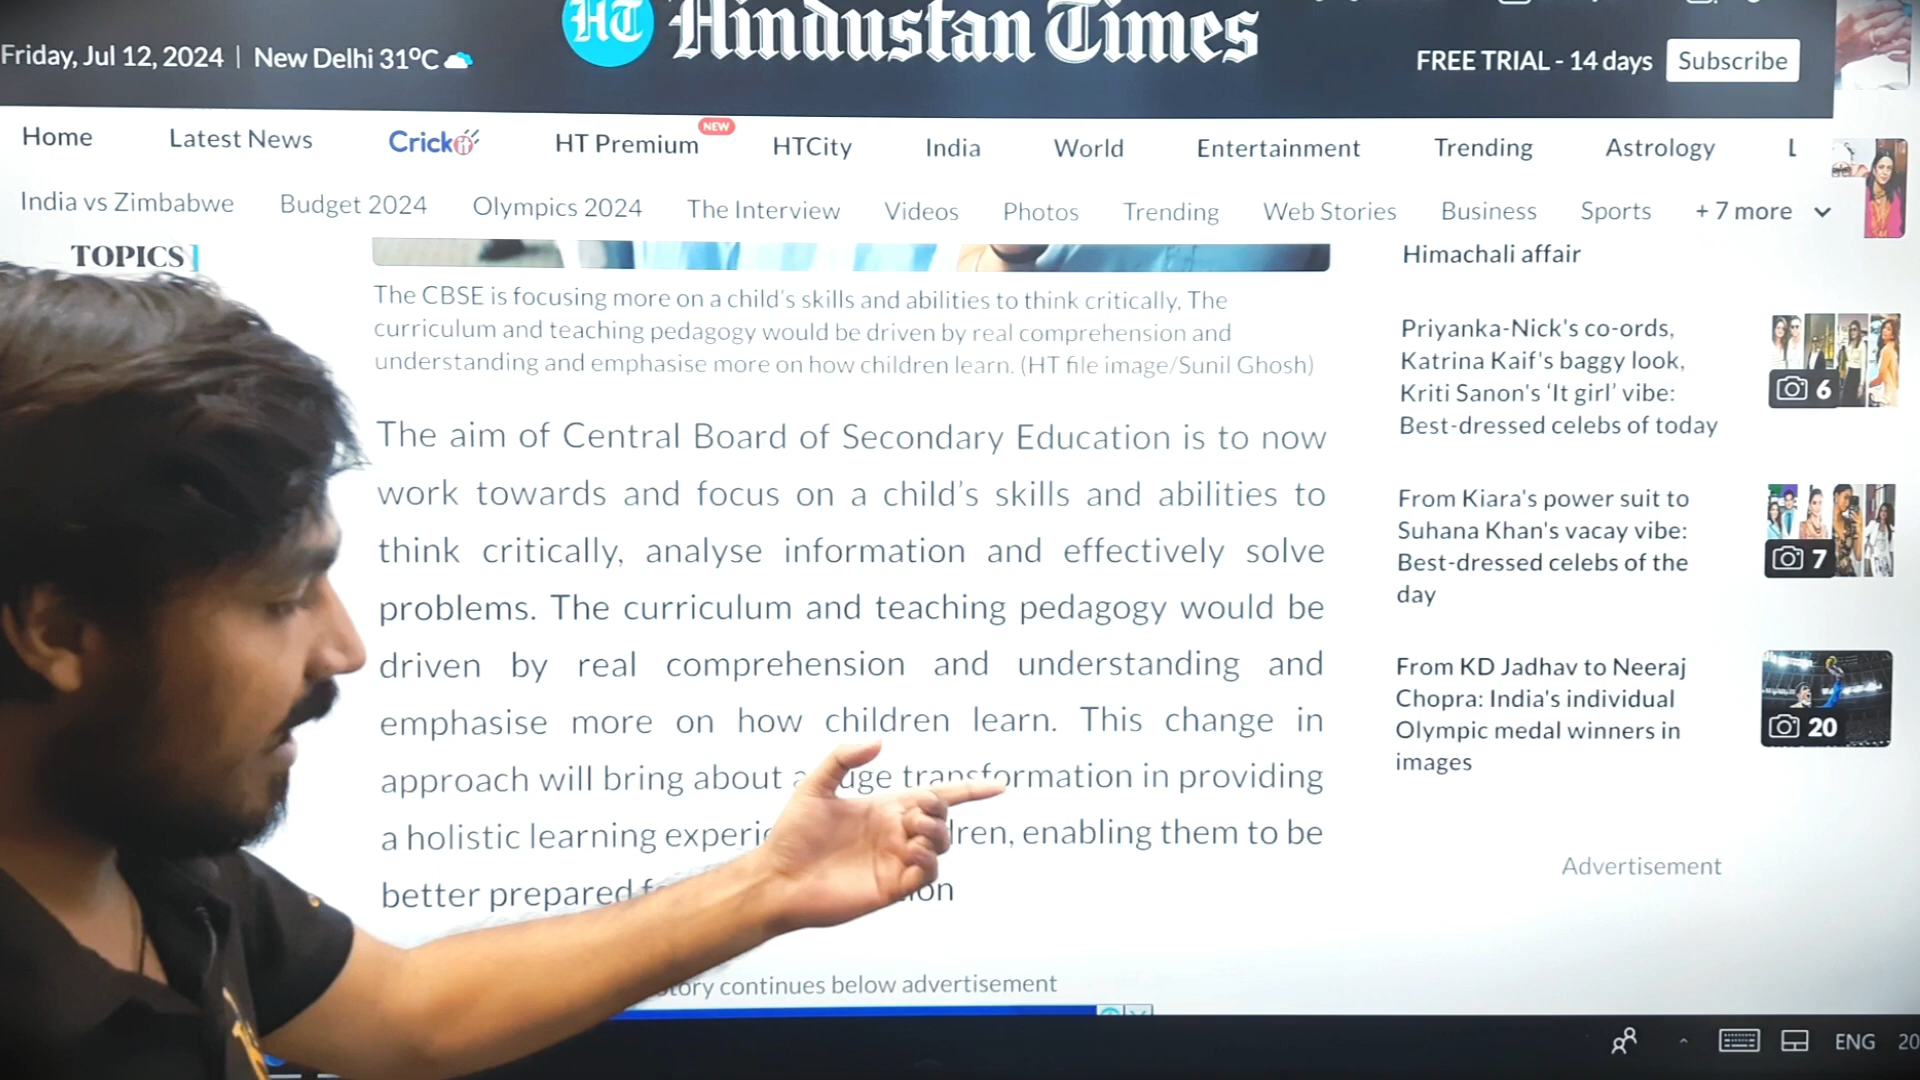 Hindustan Times
HT
Friday, Jul 12, 2024 | New Delhi 31°C
FREE TRIAL - 14 days
Subscribe
Home
Latest News
Crickit
HT Premium
NEW
HTCity
India
World
Entertainment
Trending
Astrology
India vs Zimbabwe
Budget 2024
Olympics 2024
The Interview
Videos
Photos
Trending
Web Stories
Business
Sports
+ 7 more
TOPICS
The CBSE is focusing more on a child's skills and abilities to think critically, The
curriculum and teaching pedagogy would be driven by real comprehension and
understanding and emphasise more on how children learn. (HT file image/Sunil Ghosh)
The aim of Central Board of Secondary Education is to now
work towards and focus on a child's skills and abilities to
think critically, analyse information and effectively solve
problems. The curriculum and teaching pedagogy would be
driven by real comprehension and understanding and
emphasise more on how children learn. This change in
approach will bring about transformation in providing
a holistic learning enabling them to be
better prepared
continues below advertisement
Himachali affair
Priyanka-Nick's co-ords,
Katrina Kaif's baggy look,
Kriti Sanon's ‘It girl’ vibe:
Best-dressed celebs of today
6
From Kiara's power suit to
Suhana Khan's vacay vibe:
Best-dressed celebs of the
day
7
From KD Jadhav to Neeraj
Chopra: India's individual
Olympic medal winners in
images
20
Advertisement
ENG
20